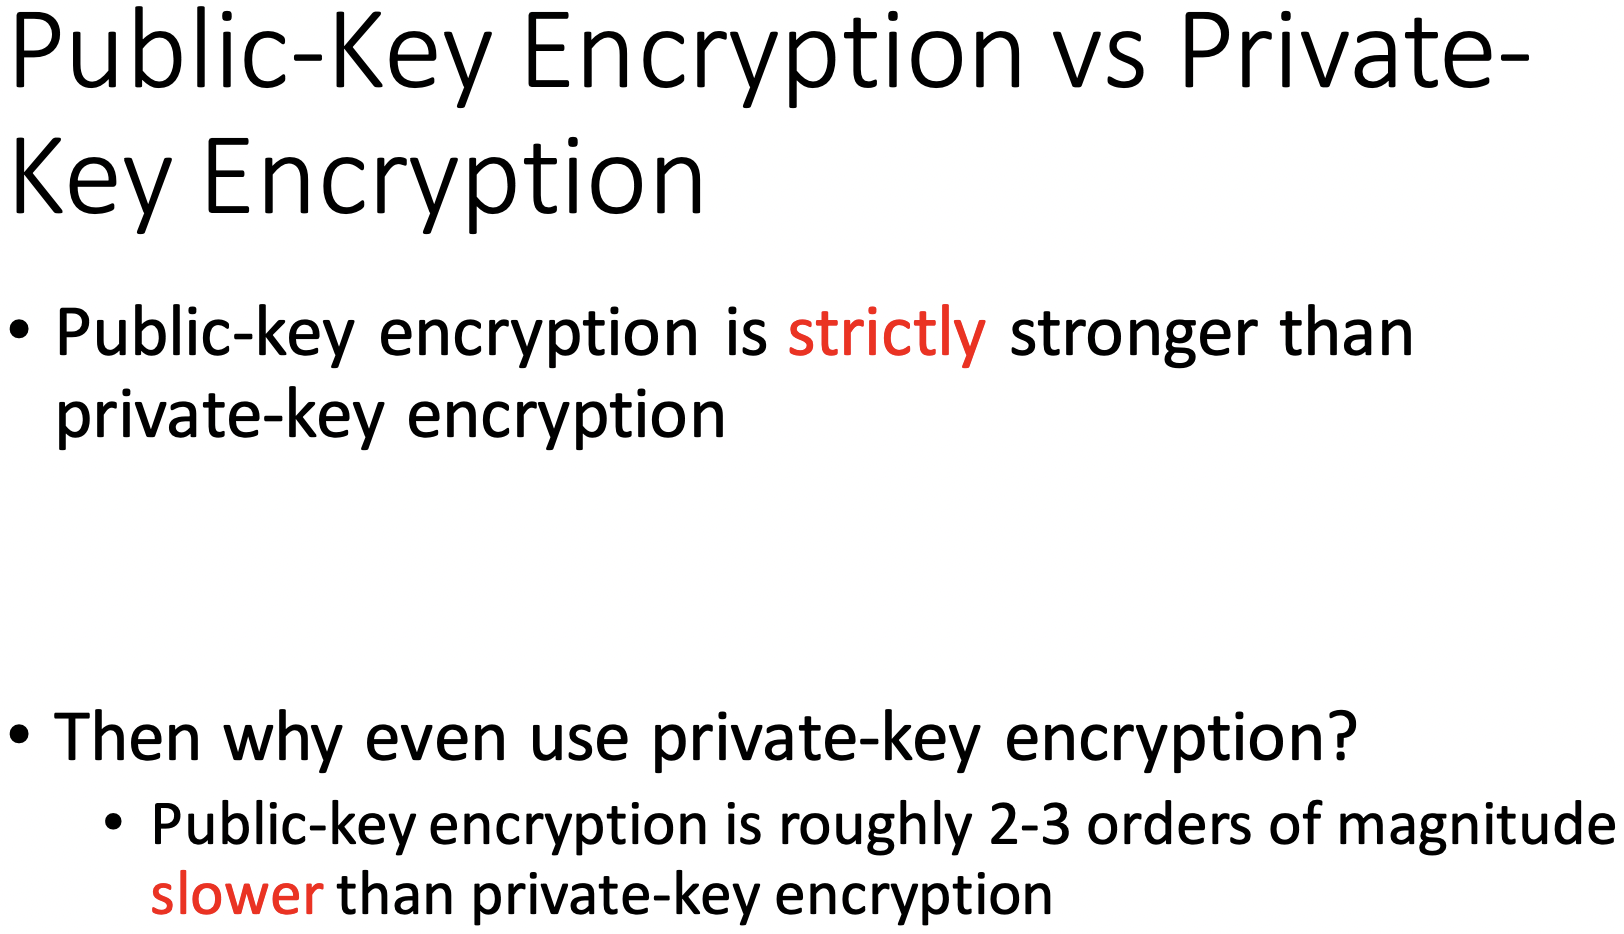 Public-Key Encryption vs Private-
Key Encryption
• Public-key encryption is strictly stronger than
private-key encryption
• Then why even use private-key encryption?
• Public-key encryption is roughly 2-3 orders of magnitude
slower than private-key encryption